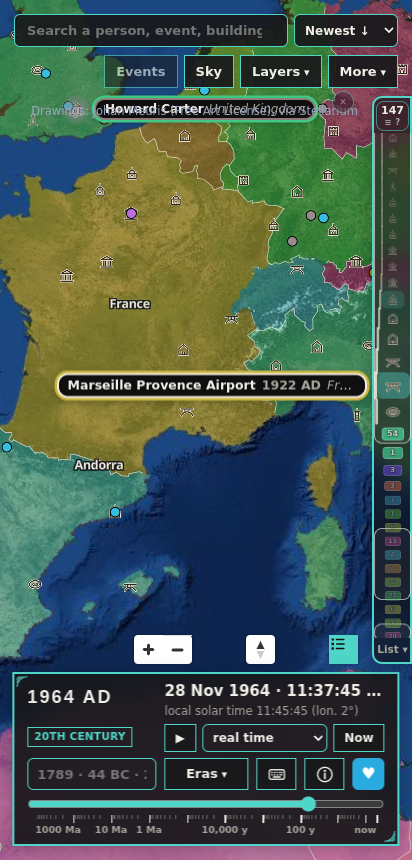 Search a person, event, building
Newest ↓
Events
Sky
Layers ▾
More ▾
Howard Carter, United Kingdom
147
≡ ?
France
Marseille Provence Airport 1922 AD Fr…
54
1
3
3
Andorra
List ▾
1964 AD
28 Nov 1964 · 11:37:45 …
local solar time 11:45:45 (lon. 2°)
20TH CENTURY
real time
Now
1789 · 44 BC ·
Eras ▾
1000 Ma 10 Ma 1 Ma 10,000 y 100 y now